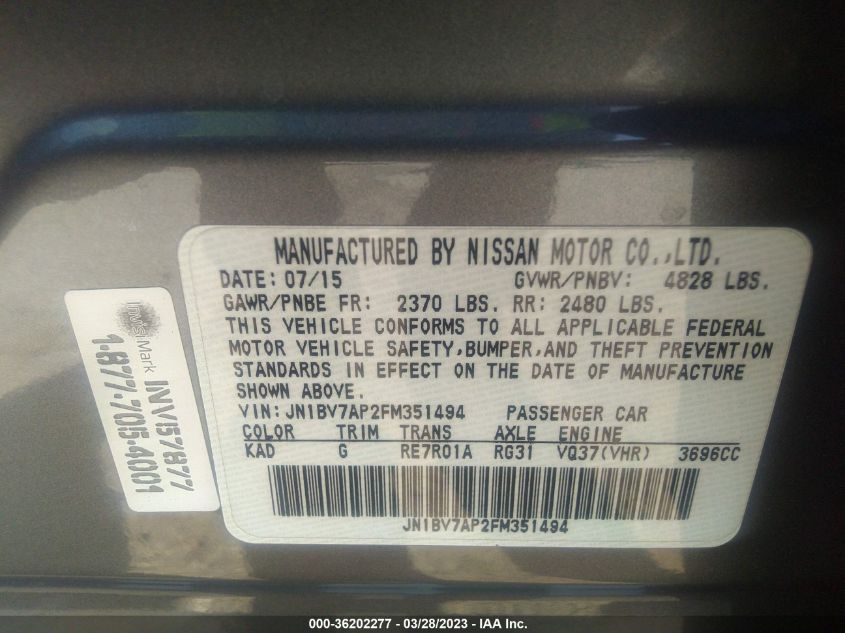 MANUFACTURED BY NISSAN MOTOR CO.,LTD.
DATE: 07/15 GVWR/PNBV: 4828 LBS.
GAWR/PNBE FR: 2370 LBS. RR: 2480 LBS.
THIS VEHICLE CONFORMS TO ALL APPLICABLE FEDERAL
MOTOR VEHICLE SAFETY,BUMPER,AND THEFT PREVENTION
STANDARDS IN EFFECT ON THE DATE OF MANUFACTURE
SHOWN ABOVE.
VIN:JN1BV7AP2FM351494 PASSENGER CAR
COLOR TRIM TRANS AXLE ENGINE
KAD G RE7R01A RG31 VQ37(VHR) 3696CC
JN1BV7AP2FM351494
InVisiMark
INVI57877
1-877-705-4001
000-36202277 - 03/28/2023 - IAA Inc.